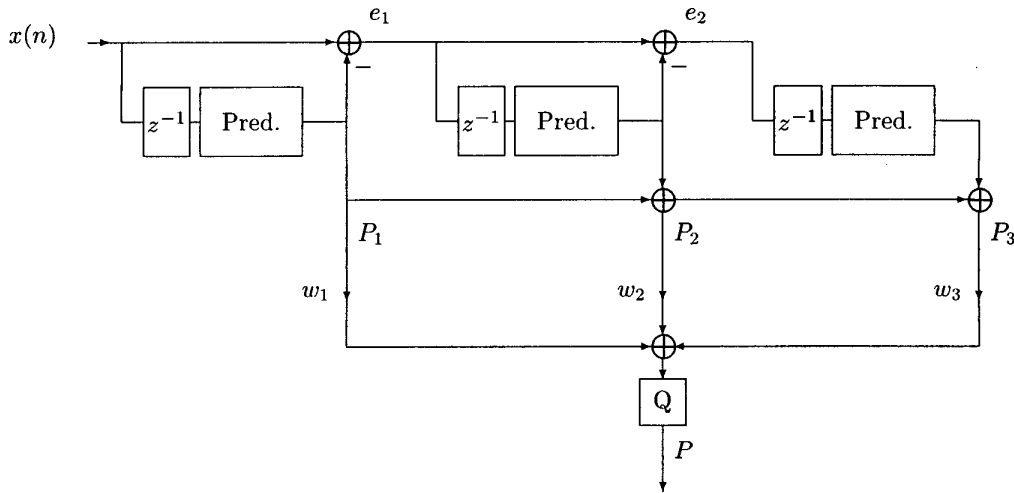 e₁ e₂
x(n)
− −
z⁻¹ Pred. z⁻¹ Pred. z⁻¹ Pred.
P₁ P₂ P₃
w₁ w₂ w₃
Q
P